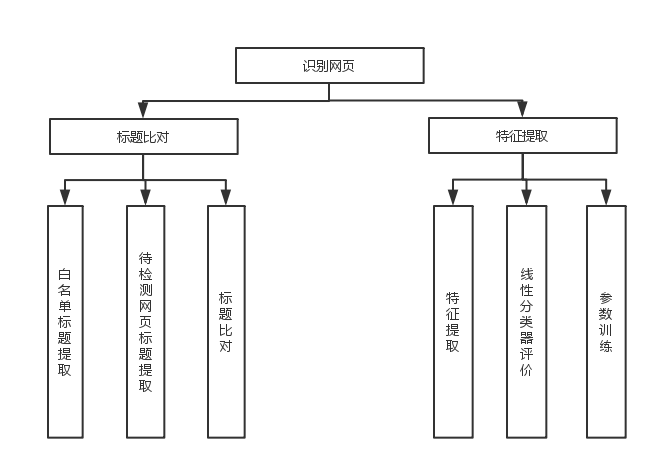 识别网页
标题比对
特征提取
白名单标题提取
待检测网页标题提取
标题比对
特征提取
线性分类器评价
参数训练